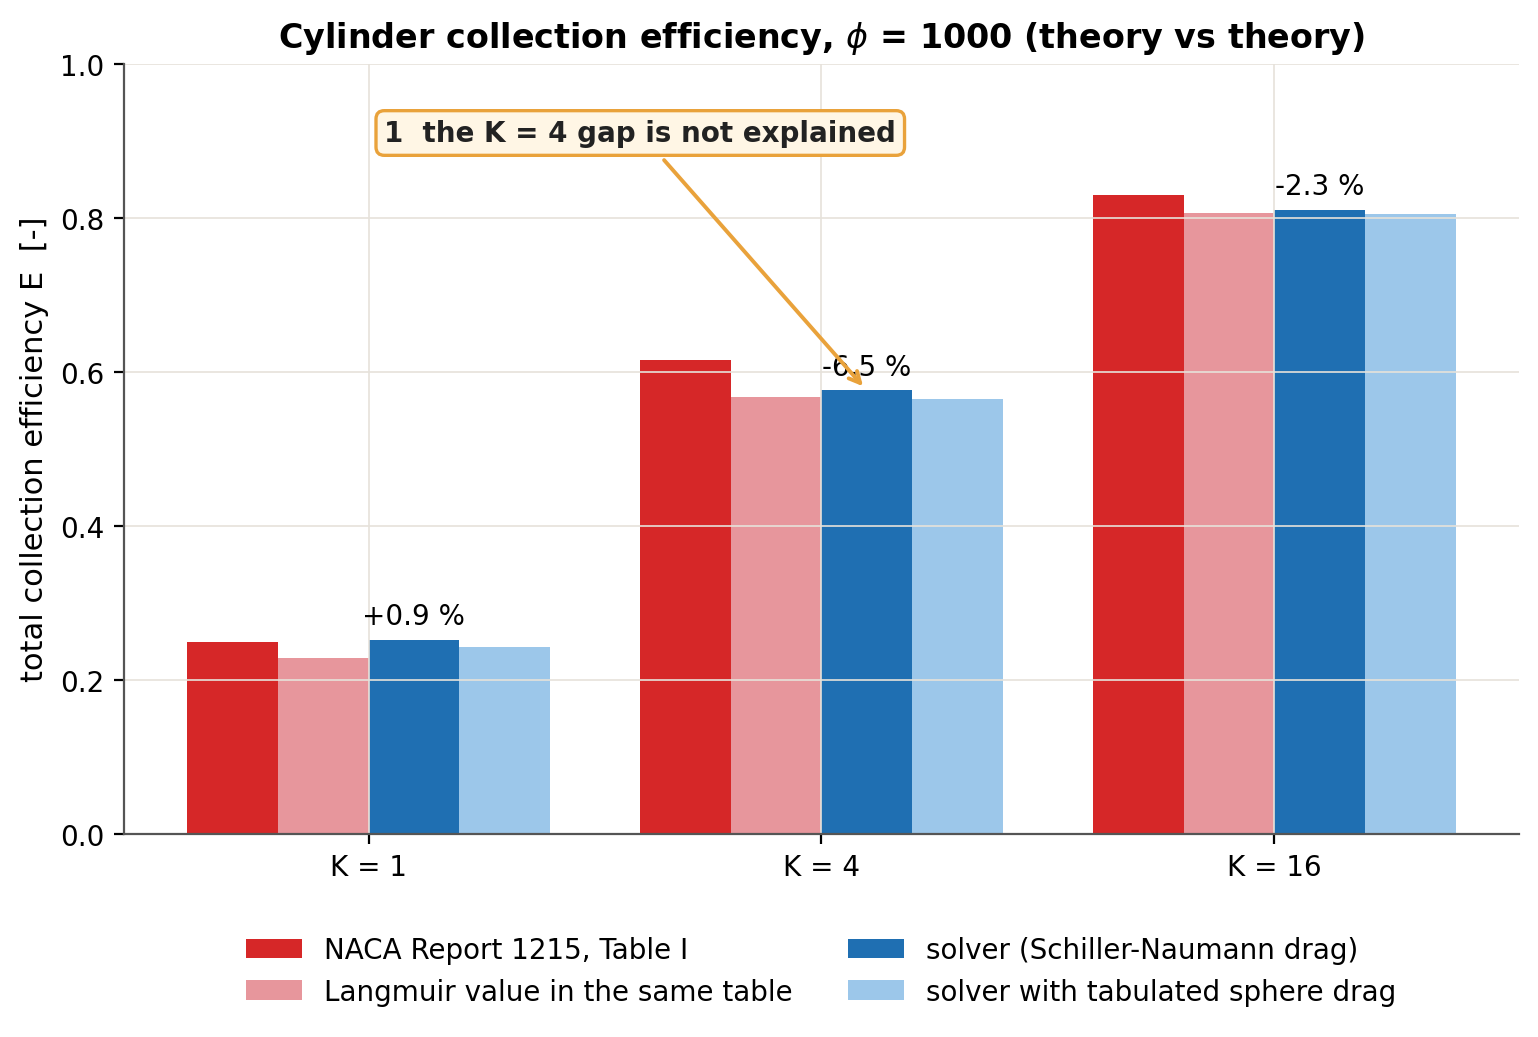 Cylinder collection efficiency, ϕ = 1000 (theory vs theory)
total collection efficiency E [-]
1.0
0.8
0.6
0.4
0.2
0.0
1 the K = 4 gap is not explained
+0.9 %
-6.5 %
-2.3 %
K = 1
K = 4
K = 16
NACA Report 1215, Table I
Langmuir value in the same table
solver (Schiller-Naumann drag)
solver with tabulated sphere drag